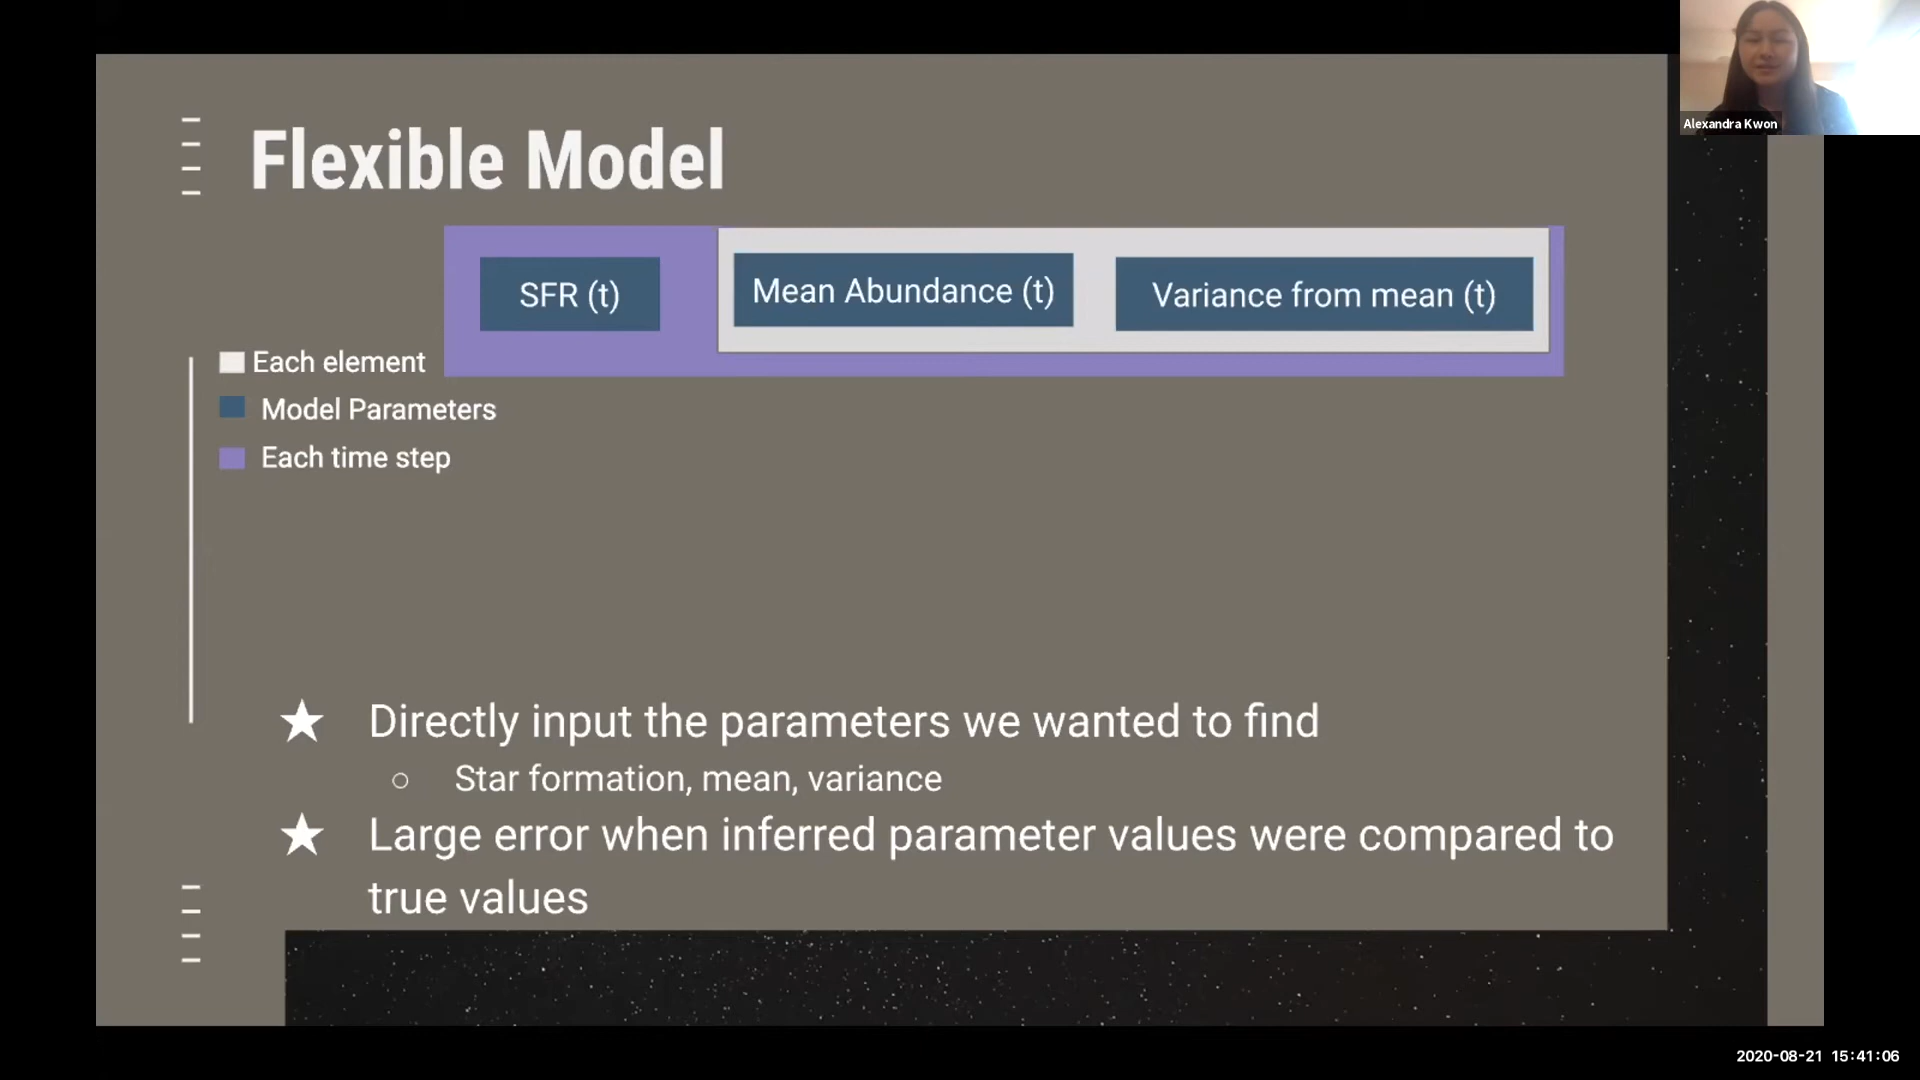 Alexandra Kwon
Flexible Model
SFR (t)
Mean Abundance (t)
Variance from mean (t)
Each element
Model Parameters
Each time step
★ Directly input the parameters we wanted to find
○ Star formation, mean, variance
★ Large error when inferred parameter values were compared to
true values
2020-08-21 15:41:06